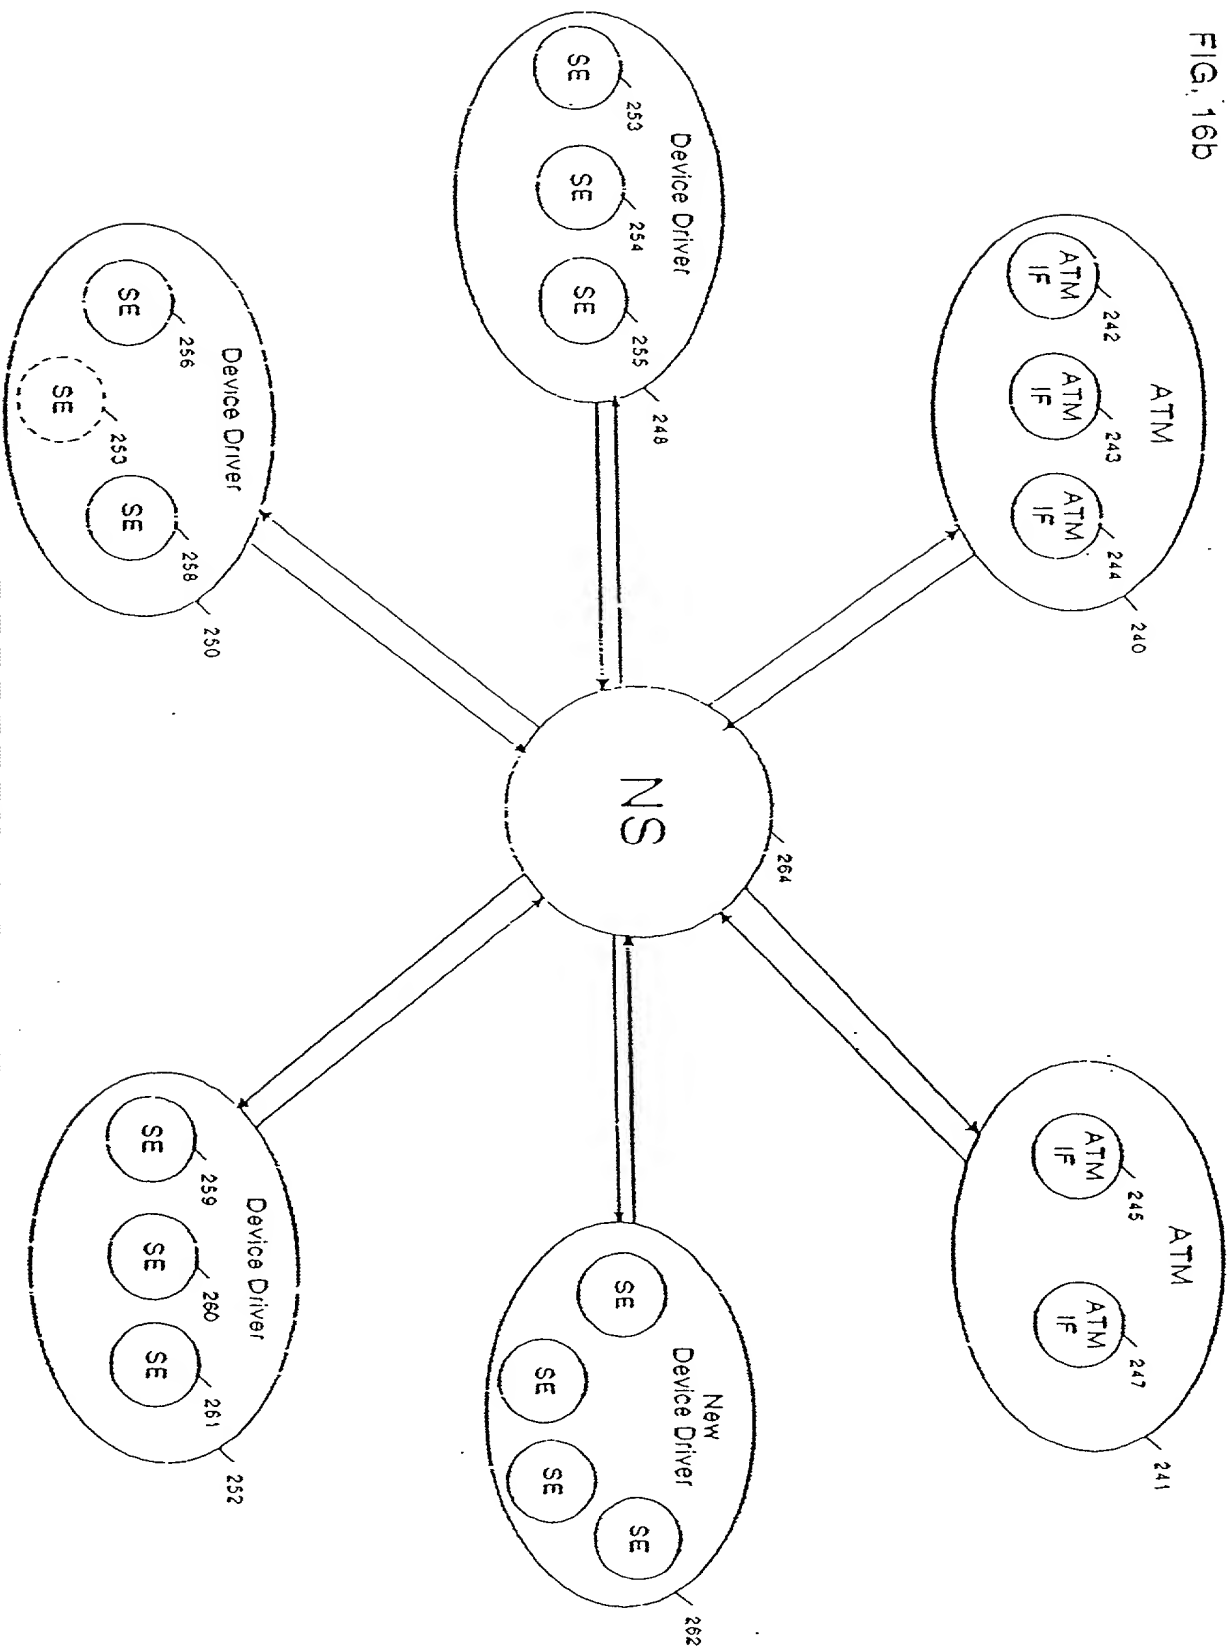 FIG. 16b
ATM
240
ATM
IF
242
ATM
IF
243
ATM
IF
244
ATM
241
ATM
IF
245
ATM
IF
247
Device Driver
248
SE
253
SE
254
SE
255
NS
264
New
Device Driver
262
SE
SE
SE
SE
Device Driver
250
SE
256
SE
253
SE
258
Device Driver
252
SE
259
SE
260
SE
261